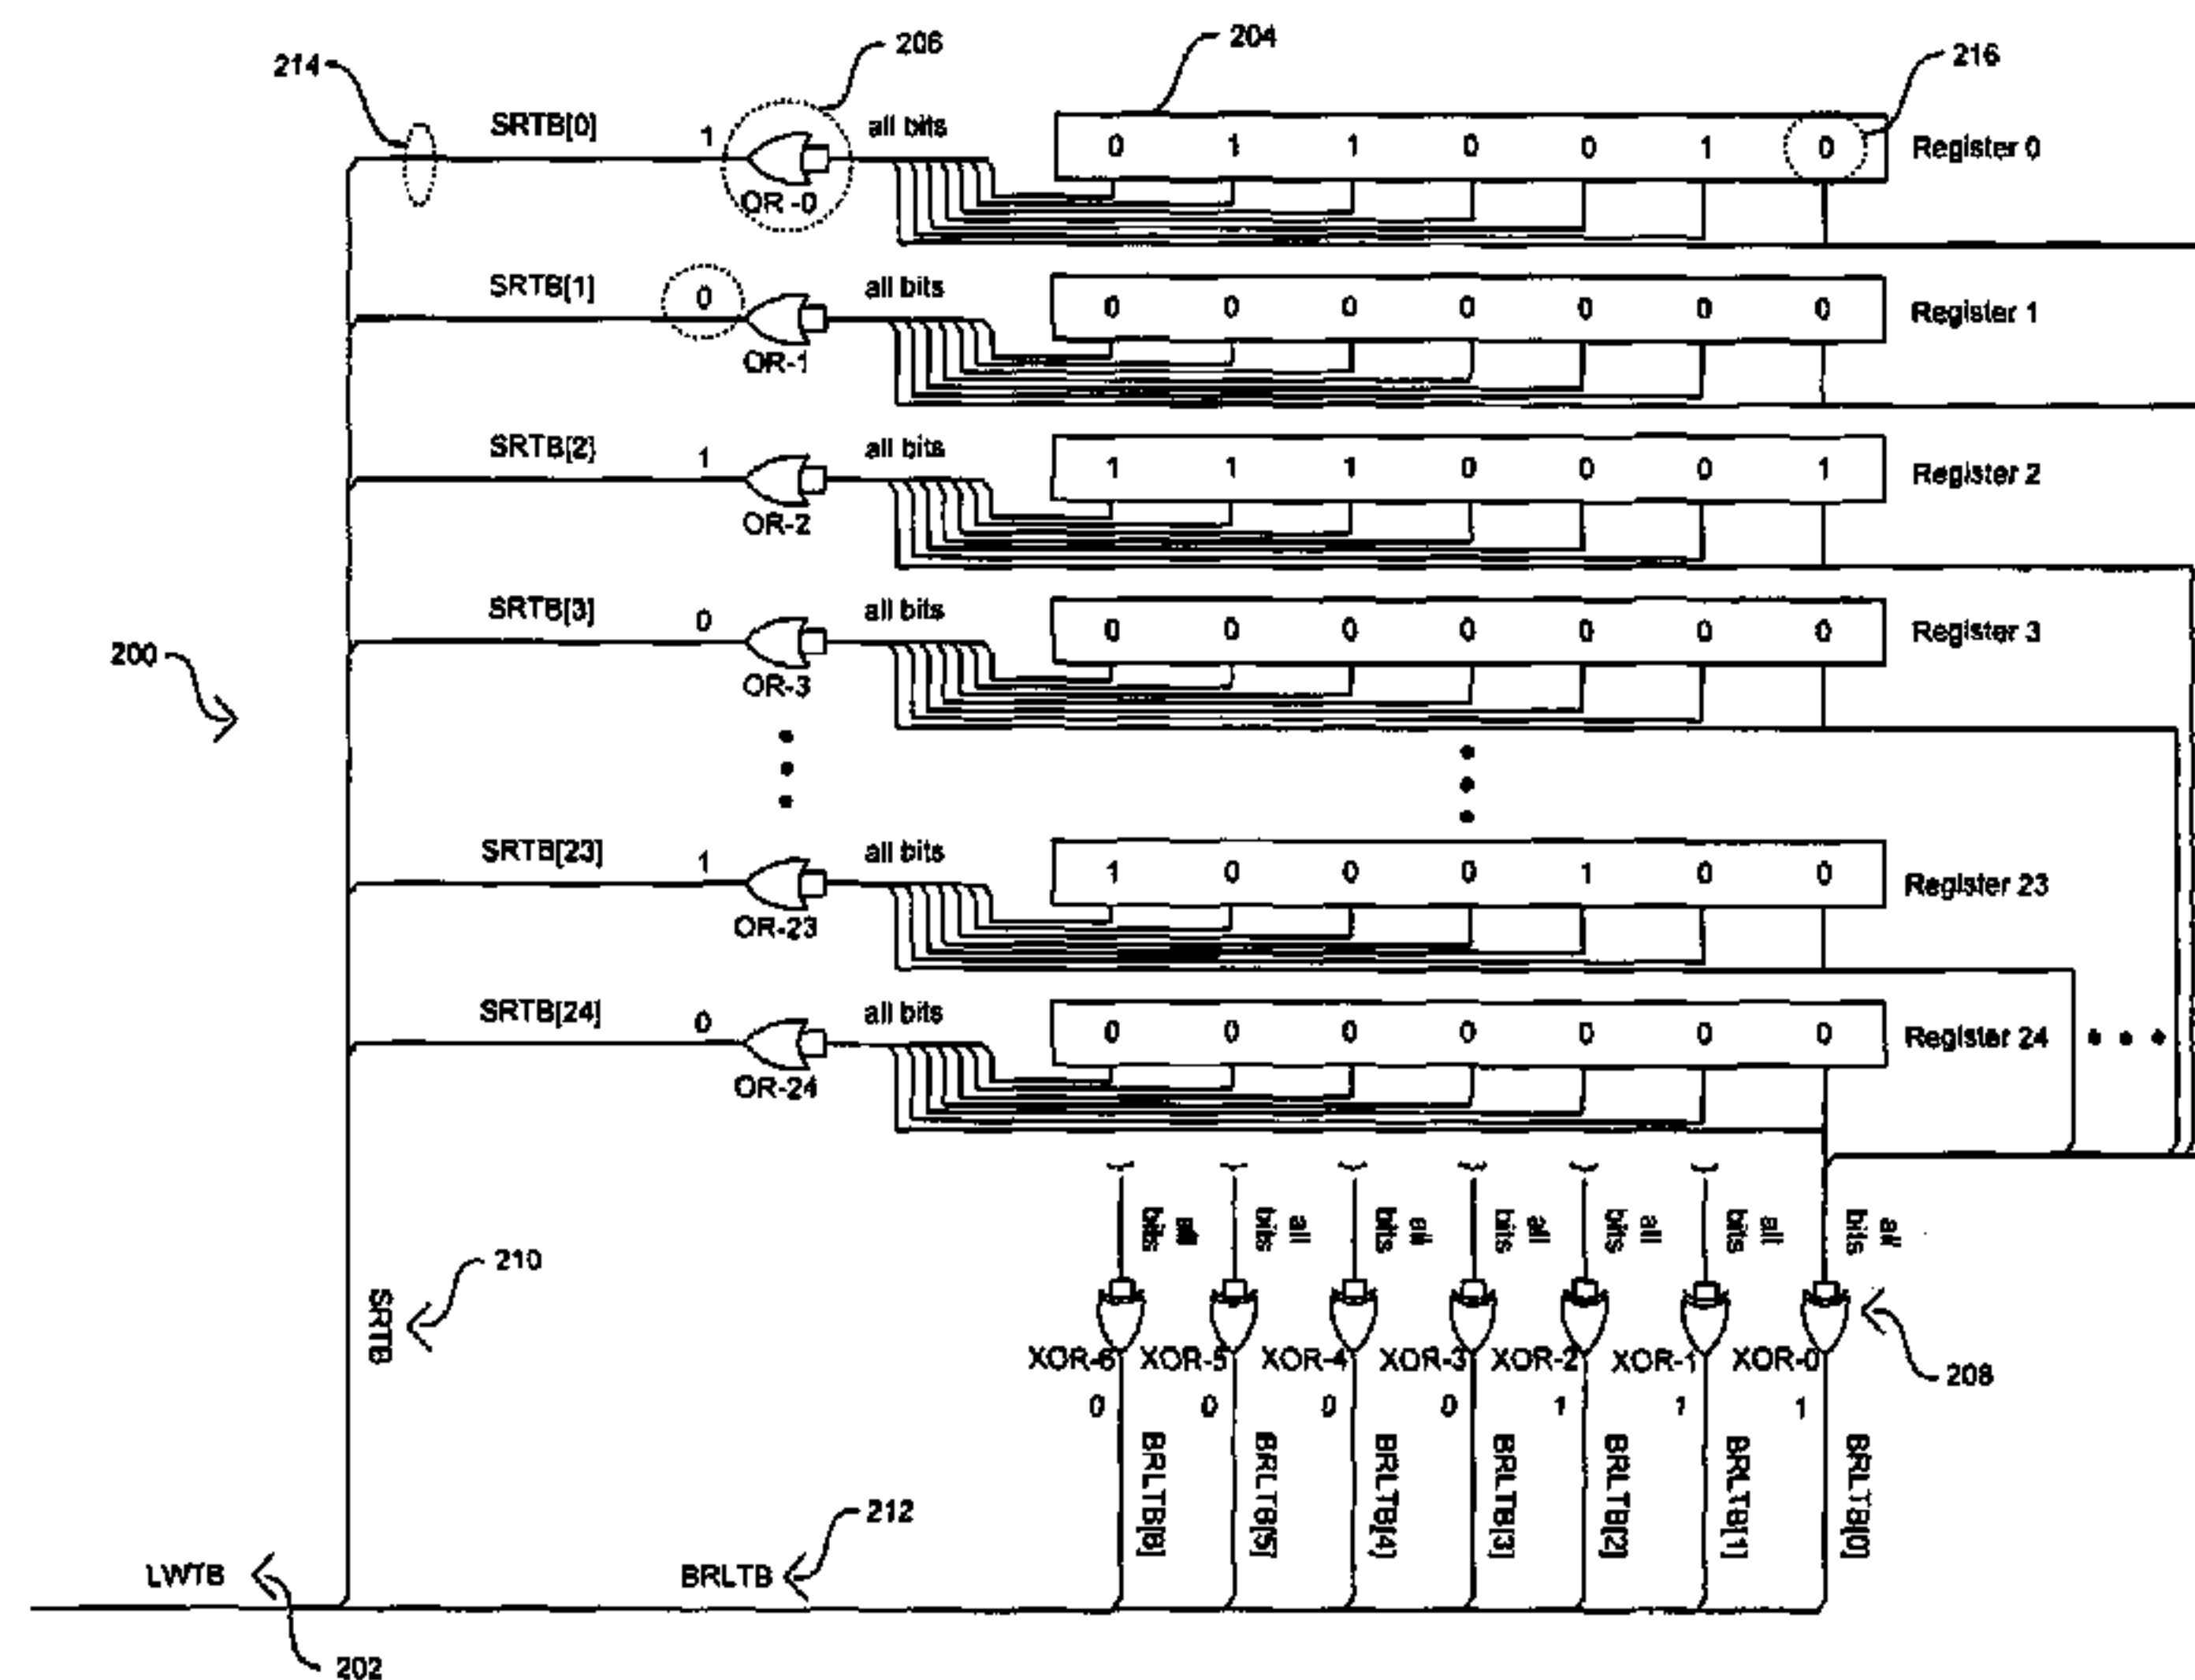 206
204
214
216
SRTB[0]
1
all bits
0 1 1 0 0 1 0
Register 0
OR -0
SRTB[1]
0
all bits
0 0 0 0 0 0 0
Register 1
OR-1
SRTB[2]
1
all bits
1 1 1 0 0 0 1
Register 2
OR-2
SRTB[3]
0
all bits
0 0 0 0 0 0 0
Register 3
200
OR-3
SRTB[23]
1
all bits
1 0 0 0 1 0 0
Register 23
OR-23
SRTB[24]
0
all bits
0 0 0 0 0 0 0
Register 24
OR-24
all bits
all bits
all bits
all bits
all bits
all bits
all bits
210
SRTB
XOR-6 XOR-5 XOR-4 XOR-3 XOR-2 XOR-1 XOR-0
208
0 0 0 0 1 1 1
BRLTB[6]
BRLTB[5]
BRLTB[4]
BRLTB[3]
BRLTB[2]
BRLTB[1]
BRLTB[0]
212
LWTB
BRLTB
202